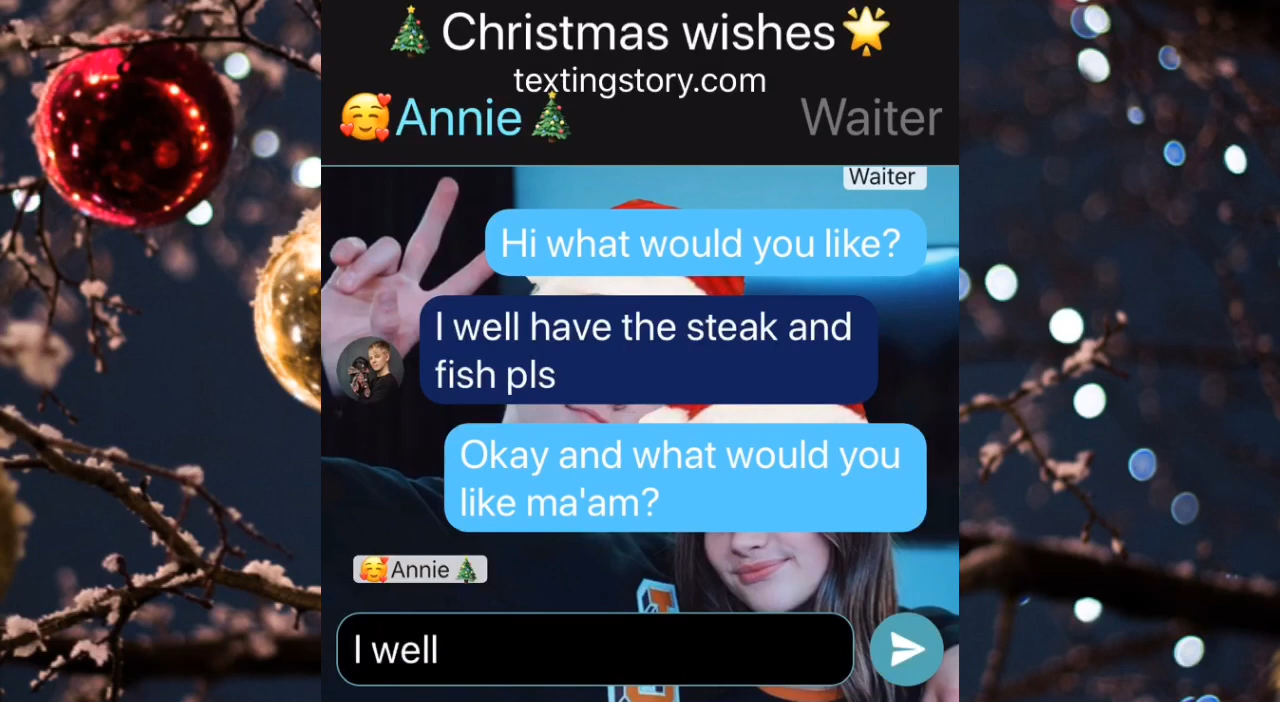 🎄Christmas wishes🌟
textingstory.com
🥰Annie🎄 Waiter
Waiter
Hi what would you like?
I well have the steak and
fish pls
Okay and what would you
like ma'am?
🥰Annie🎄
I well